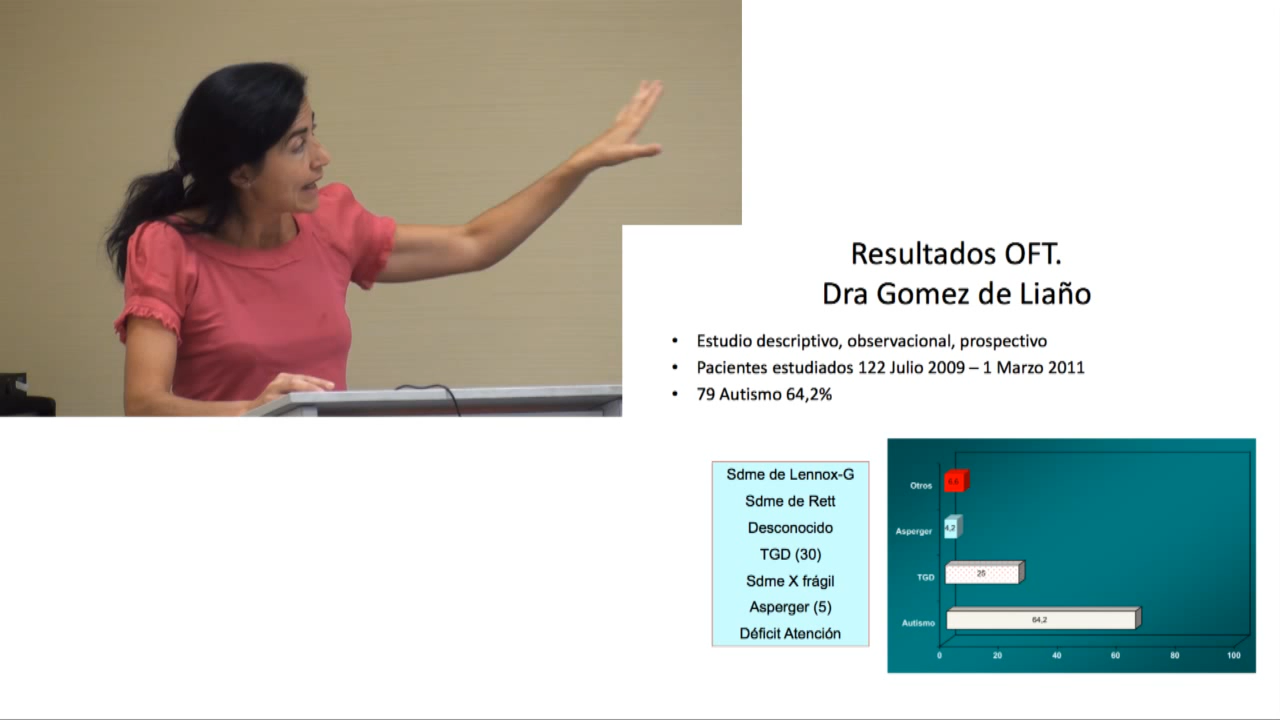 Resultados OFT.
Dra Gomez de Liaño
• Estudio descriptivo, observacional, prospectivo
• Pacientes estudiados 122 Julio 2009 – 1 Marzo 2011
• 79 Autismo 64,2%
Sdme de Lennox-G
Sdme de Rett
Desconocido
TGD (30)
Sdme X frágil
Asperger (5)
Déficit Atención
Otros 6,6
Asperger 4,2
TGD 25
Autismo 64,2
0 20 40 60 80 100